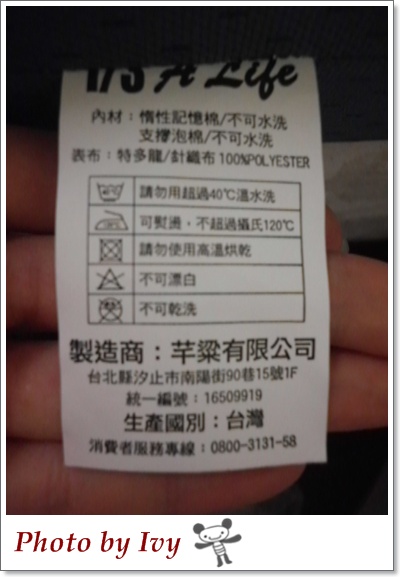 A Life
內材：惰性記憶棉/不可水洗
支撐泡棉/不可水洗
表布：特多龍/針織布100%POLYESTER
請勿用超過40℃溫水洗
可熨燙，不超過攝氏120℃
請勿使用高溫烘乾
不可漂白
不可乾洗
製造商：芊粱有限公司
台北縣汐止市南陽街90巷15號1F
統一編號：16509919
生產國別：台灣
消費者服務專線：0800-3131-58
Photo by Ivy